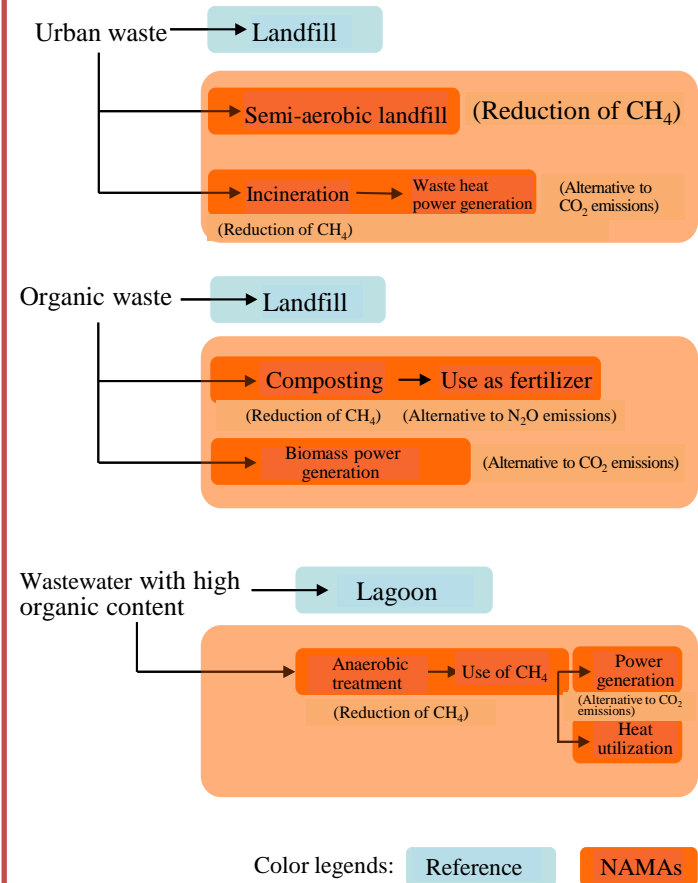 Urban waste
Landfill
Semi-aerobic landfill
(Reduction of CH₄)
Incineration
Waste heat
power generation
(Alternative to
CO₂ emissions)
(Reduction of CH₄)
Organic waste
Landfill
Composting
Use as fertilizer
(Reduction of CH₄)
(Alternative to N₂O emissions)
Biomass power
generation
(Alternative to CO₂ emissions)
Wastewater with high
organic content
Lagoon
Anaerobic
treatment
Use of CH₄
Power
generation
(Reduction of CH₄)
(Alternative to CO₂
emissions)
Heat
utilization
Color legends:
Reference
NAMAs